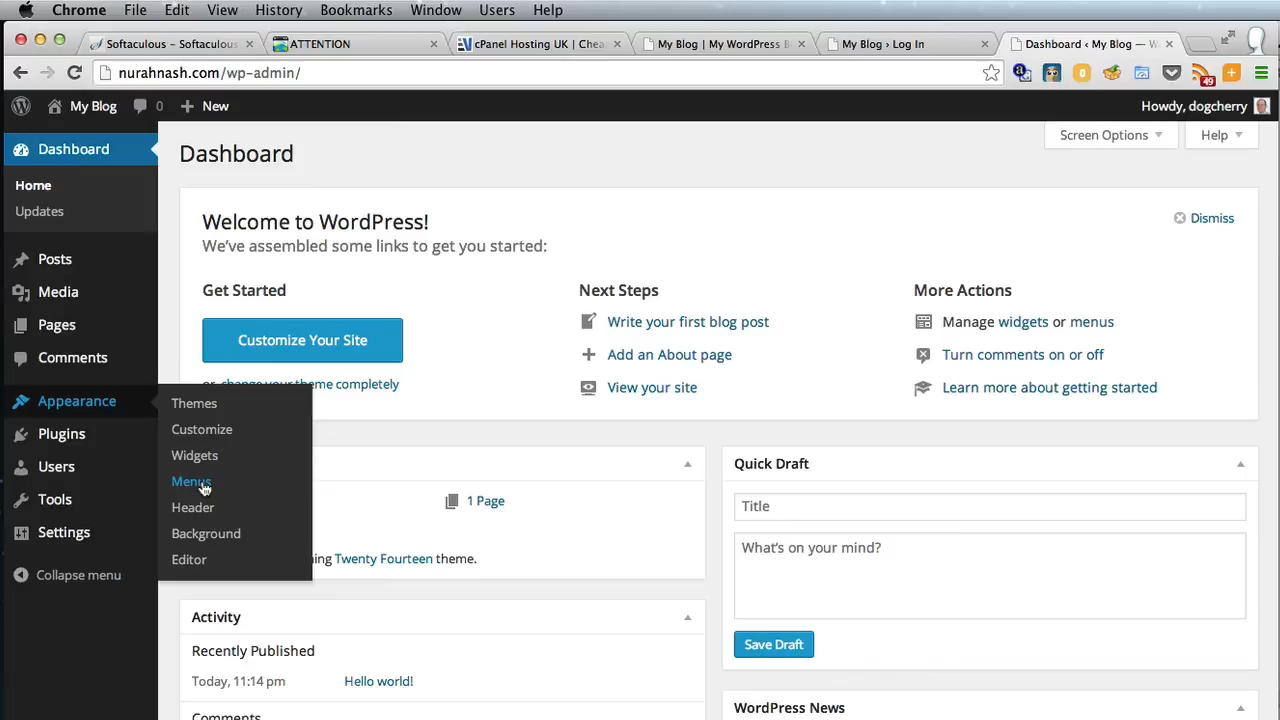 Chrome File Edit View History Bookmarks Window Users Help
Softaculous – Softaculous
ATTENTION
cPanel Hosting UK | Chea
My Blog | My WordPress B
My Blog › Log In
Dashboard ‹ My Blog — W
nurahnash.com/wp-admin/
49
My Blog 0 New
Howdy, dogcherry
Dashboard
Home
Updates
Posts
Media
Pages
Comments
Appearance
Plugins
Users
Tools
Settings
Collapse menu
Themes
Customize
Widgets
Menus
Header
Background
Editor
Dashboard
Screen Options
Help
Welcome to WordPress!
We've assembled some links to get you started:
Dismiss
Get Started
Customize Your Site
or, change your theme completely
Next Steps
Write your first blog post
Add an About page
View your site
More Actions
Manage widgets or menus
Turn comments on or off
Learn more about getting started
1 Page
ing Twenty Fourteen theme.
Activity
Recently Published
Today, 11:14 pm Hello world!
Comments
Quick Draft
Title
What's on your mind?
Save Draft
WordPress News